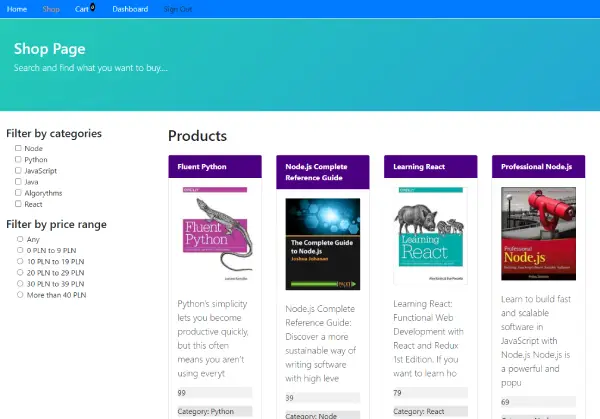 Home Shop Cart 0 Dashboard Sign Out
Shop Page
Search and find what you want to buy...
Filter by categories
Node
Python
JavaScript
Java
Algorythms
React
Filter by price range
Any
0 PLN to 9 PLN
10 PLN to 19 PLN
20 PLN to 29 PLN
30 PLN to 39 PLN
More than 40 PLN
Products
Fluent Python
Fluent
Python
Python's simplicity
lets you become
productive quickly,
but this often
means you aren't
using everyt
99
Category: Python
Node.js Complete
Reference Guide
The Complete Guide
to Node.js
Node.js Complete
Reference Guide:
Discover a more
sustainable way of
writing software
with high leve
39
Category: Node
Learning React
Learning
React
Learning React:
Functional Web
Development with
React and Redux
1st Edition. If you
want to learn ho
79
Category: React
Professional Node.js
Professional
Node.js
Learn to build fast
and scalable
software in
JavaScript with
Node.js Node.js is
a powerful and
popu
69